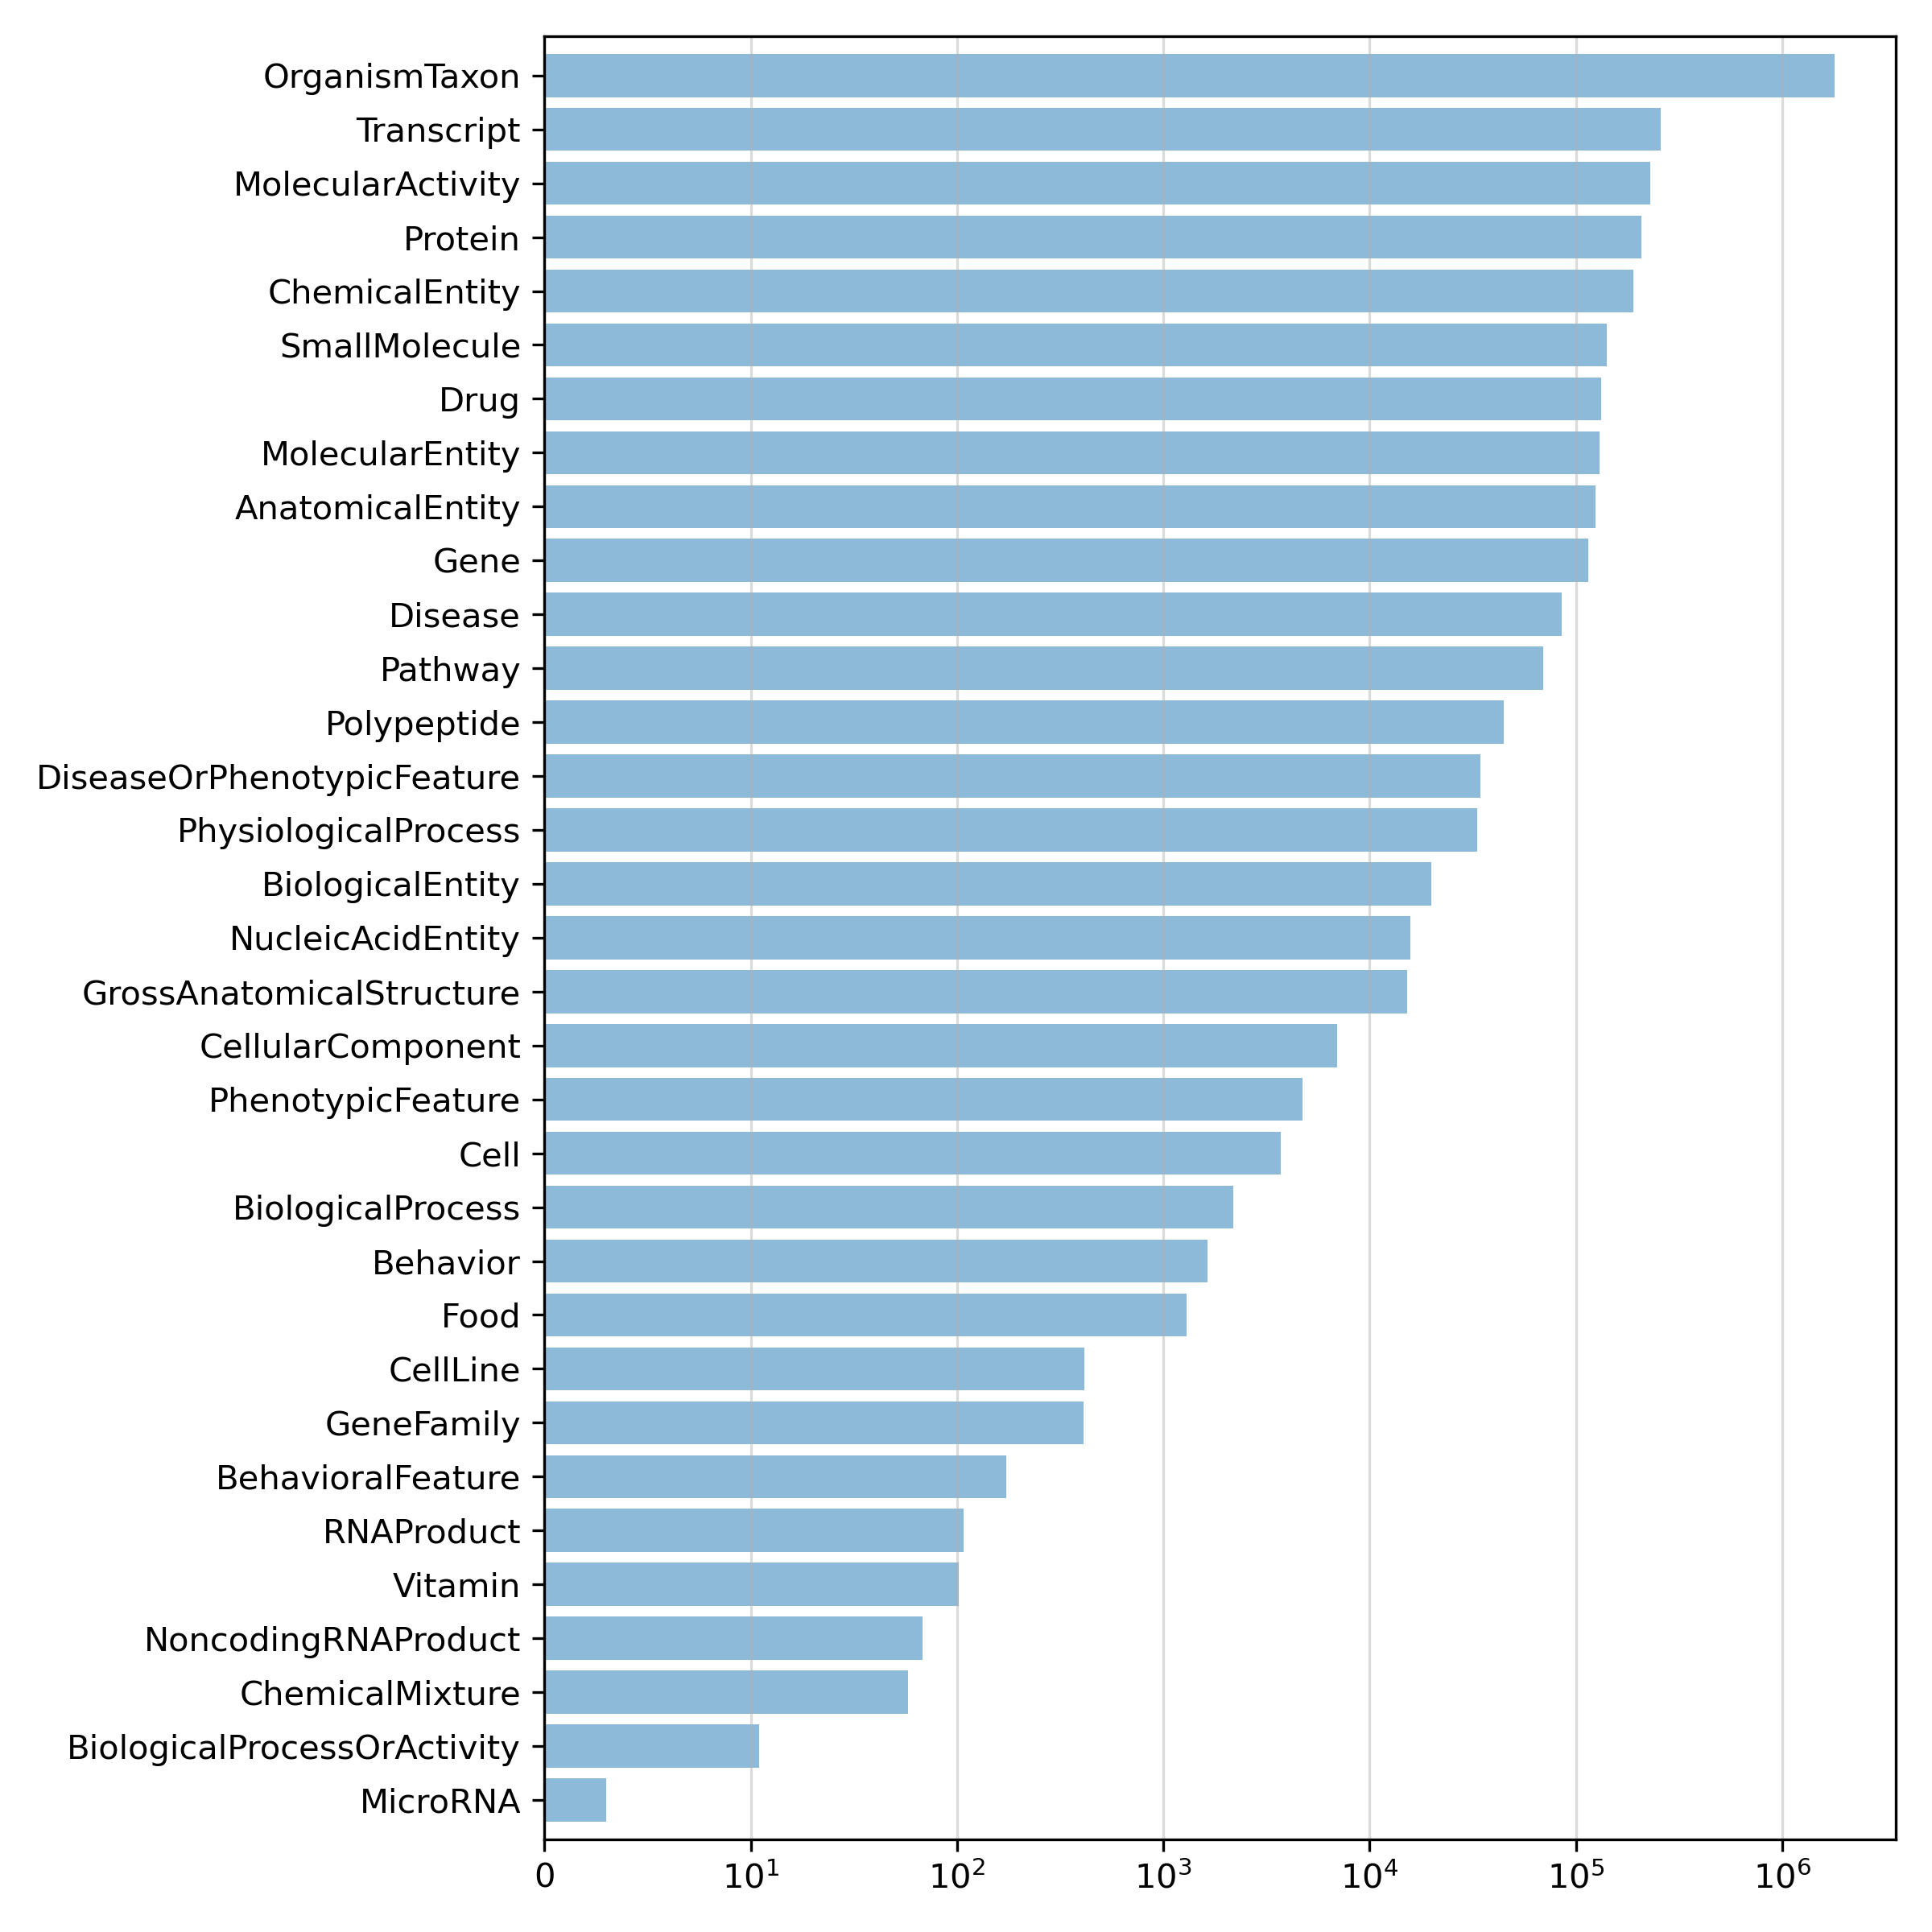 OrganismTaxon
Transcript
MolecularActivity
Protein
ChemicalEntity
SmallMolecule
Drug
MolecularEntity
AnatomicalEntity
Gene
Disease
Pathway
Polypeptide
DiseaseOrPhenotypicFeature
PhysiologicalProcess
BiologicalEntity
NucleicAcidEntity
GrossAnatomicalStructure
CellularComponent
PhenotypicFeature
Cell
BiologicalProcess
Behavior
Food
CellLine
GeneFamily
BehavioralFeature
RNAProduct
Vitamin
NoncodingRNAProduct
ChemicalMixture
BiologicalProcessOrActivity
MicroRNA
0 10¹ 10² 10³ 10⁴ 10⁵ 10⁶